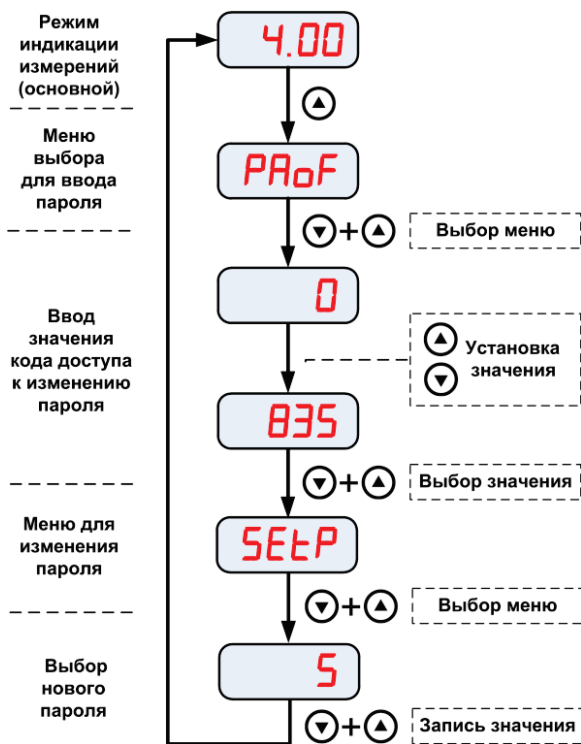 Режим
индикации
измерений
(основной)
4.00
Меню
выбора
для ввода
пароля
PAoF
+
Выбор меню
0
Ввод
значения
кода доступа
к изменению
пароля
Установка
значения
835
+
Выбор значения
Меню для
изменения
пароля
SEtP
+
Выбор меню
Выбор
нового
пароля
5
+
Запись значения